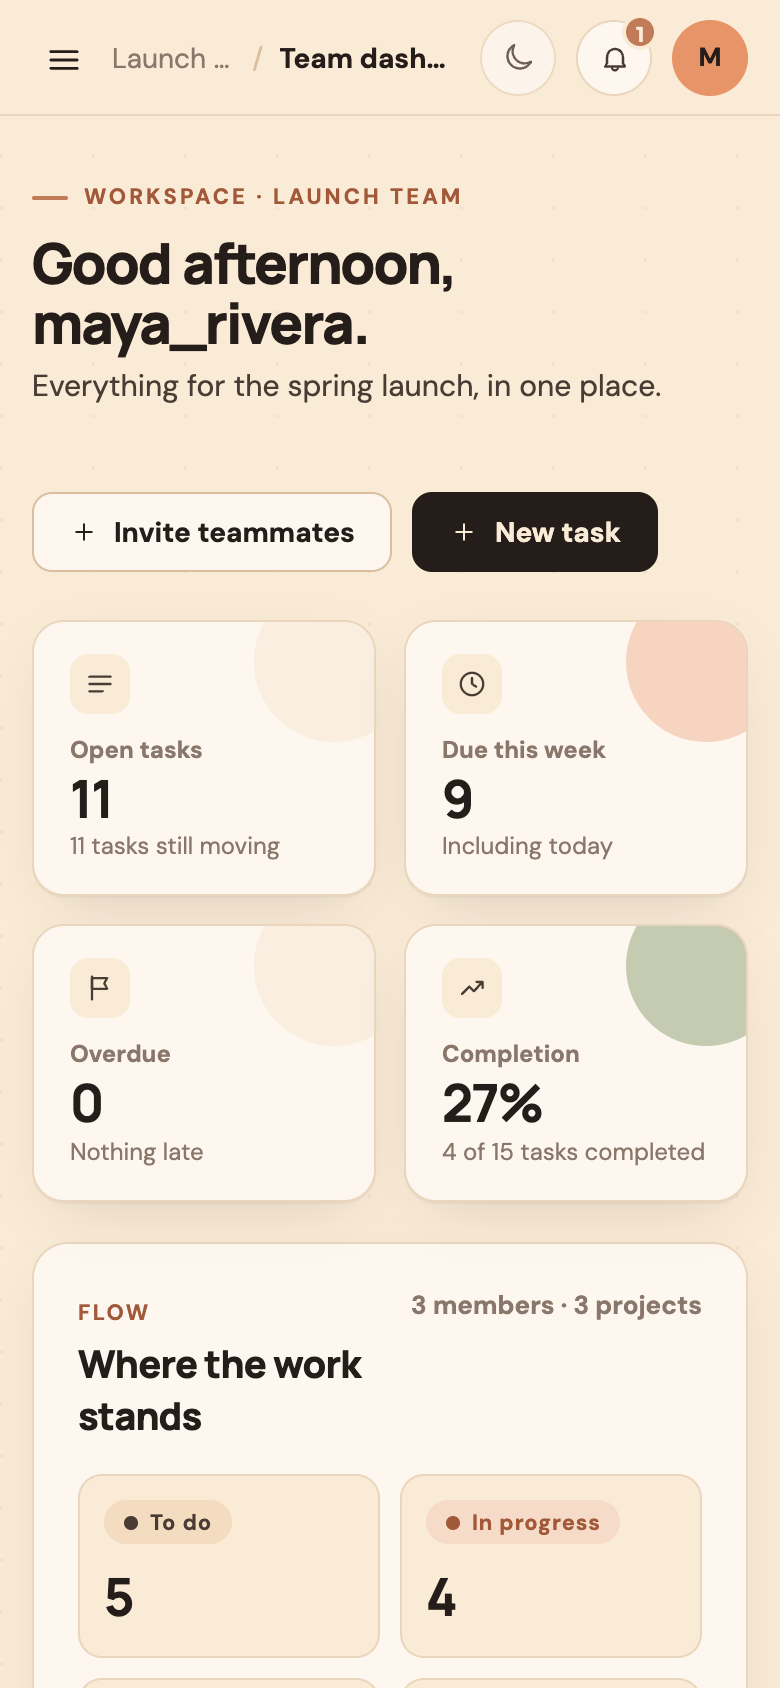 Launch ... / Team dash...
1
M
WORKSPACE · LAUNCH TEAM
Good afternoon,
maya_rivera.
Everything for the spring launch, in one place.
+ Invite teammates
+ New task
Open tasks
11
11 tasks still moving
Due this week
9
Including today
Overdue
0
Nothing late
Completion
27%
4 of 15 tasks completed
FLOW
3 members · 3 projects
Where the work
stands
To do
5
In progress
4